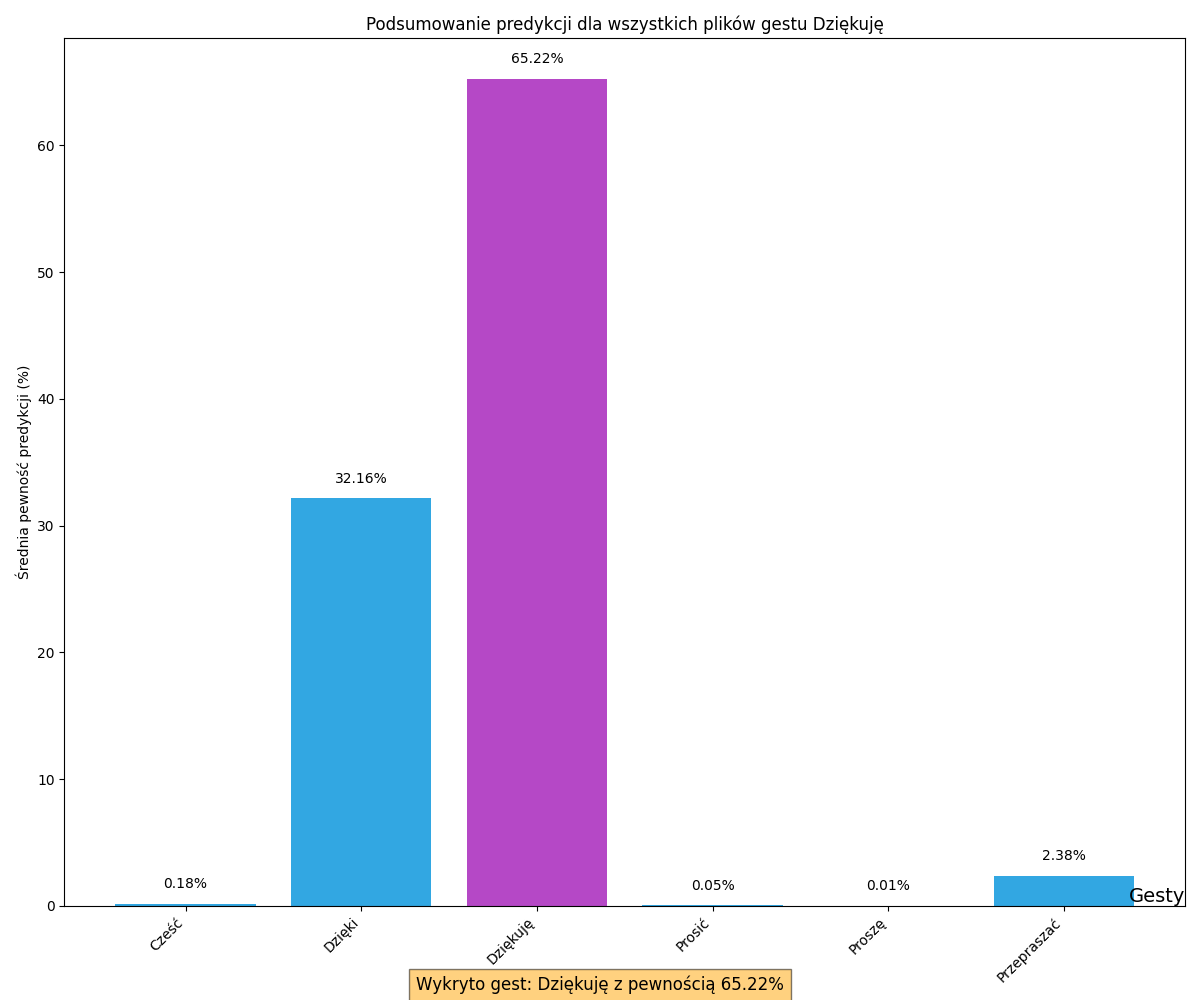 Podsumowanie predykcji dla wszystkich plików gestu Dziękuję
Średnia pewność predykcji (%)
60
50
40
30
20
10
0
0.18%
32.16%
65.22%
0.05%
0.01%
2.38%
Cześć
Dzięki
Dziękuję
Prosić
Proszę
Przepraszać
Gesty
Wykryto gest: Dziękuję z pewnością 65.22%